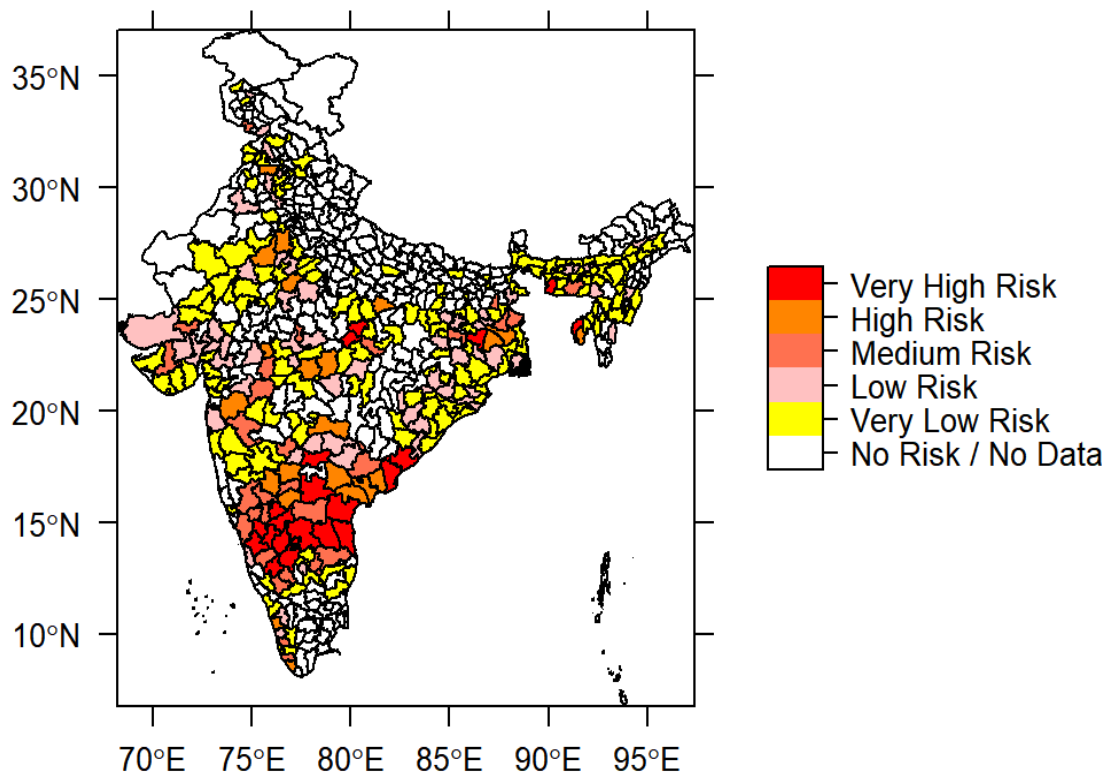 35°N
30°N
25°N
20°N
15°N
10°N
70°E 75°E 80°E 85°E 90°E 95°E
Very High Risk
High Risk
Medium Risk
Low Risk
Very Low Risk
No Risk / No Data